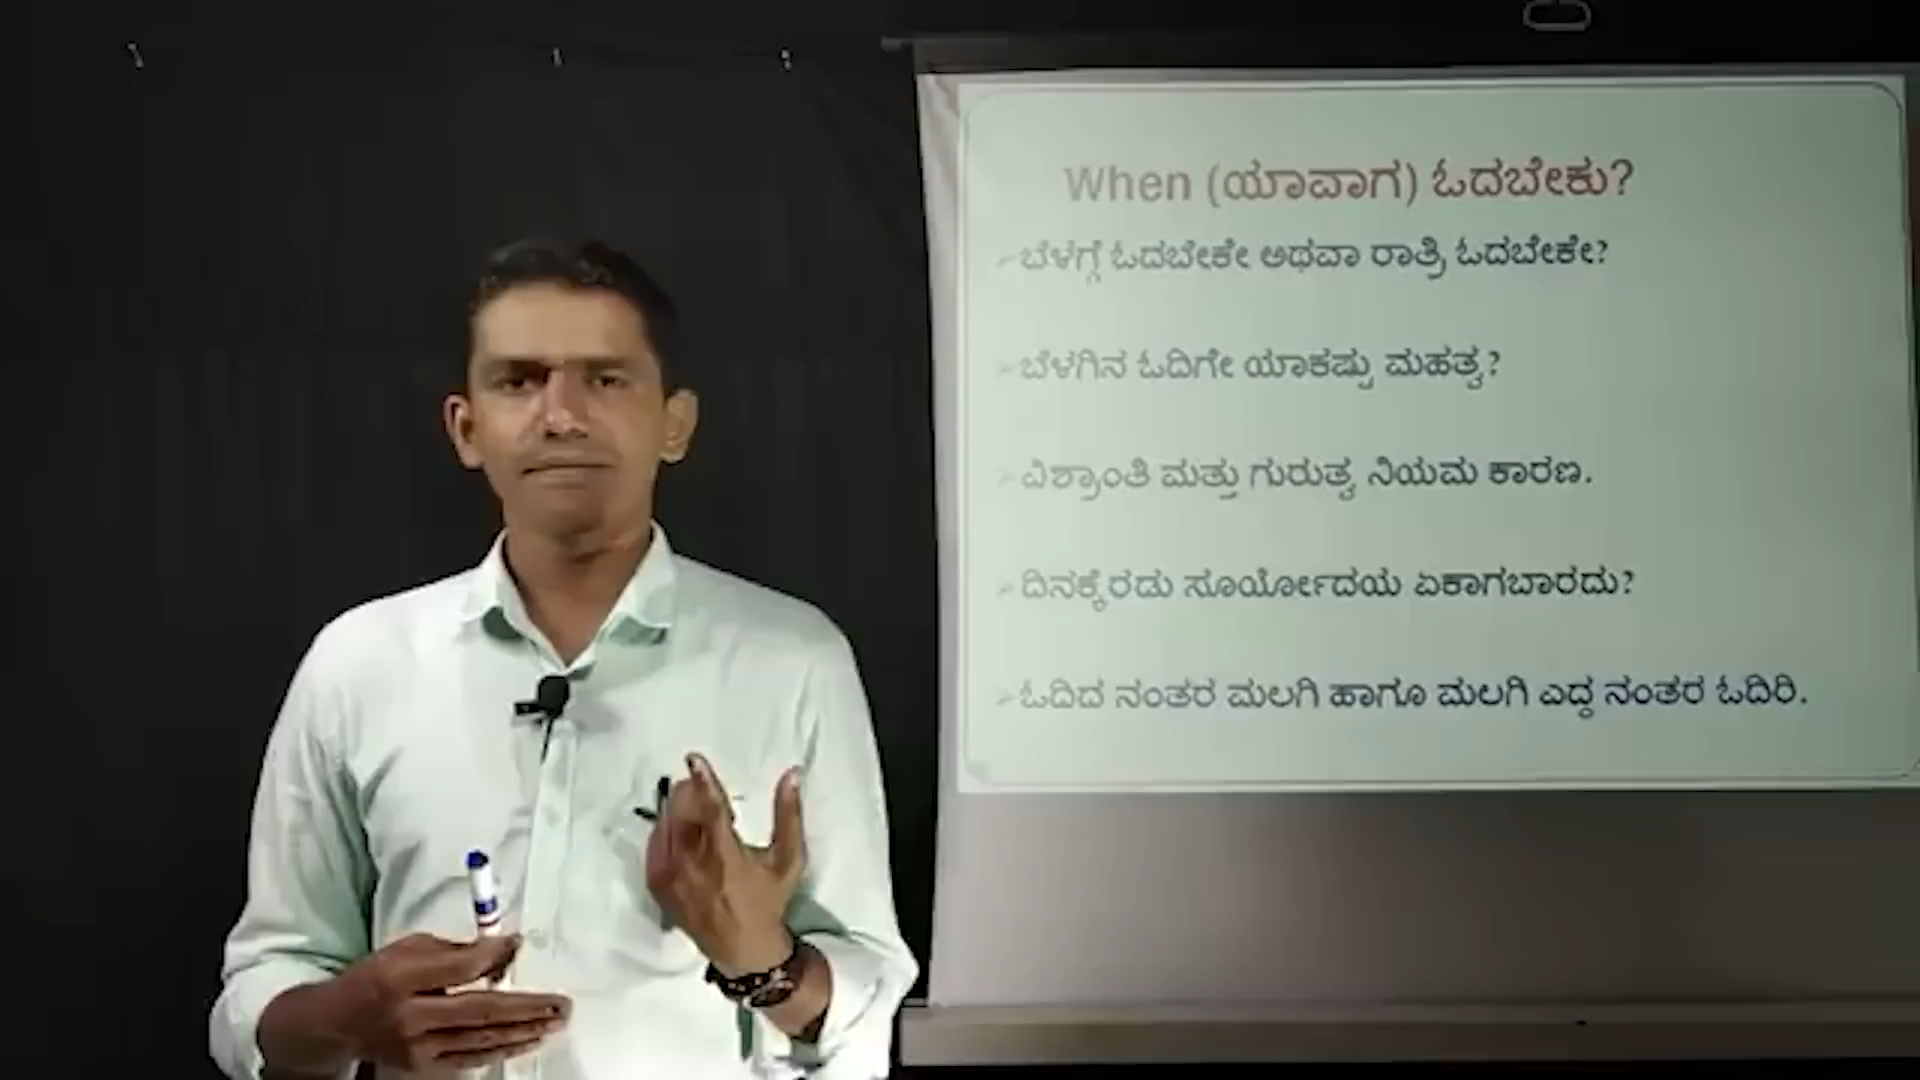 When (ಯಾವಾಗ) ಓದಬೇಕು?
ಬೆಳಗ್ಗೆ ಓದಬೇಕೇ ಅಥವಾ ರಾತ್ರಿ ಓದಬೇಕೇ?
ಬೆಳಗಿನ ಓದಿಗೇ ಯಾಕಷ್ಟು ಮಹತ್ವ?
ವಿಶ್ರಾಂತಿ ಮತ್ತು ಗುರುತ್ವ ನಿಯಮ ಕಾರಣ.
ದಿನಕ್ಕೆರಡು ಸೂರ್ಯೋದಯ ಏಕಾಗಬಾರದು?
ಓದಿದ ನಂತರ ಮಲಗಿ ಹಾಗೂ ಮಲಗಿ ಎದ್ದ ನಂತರ ಓದಿರಿ.